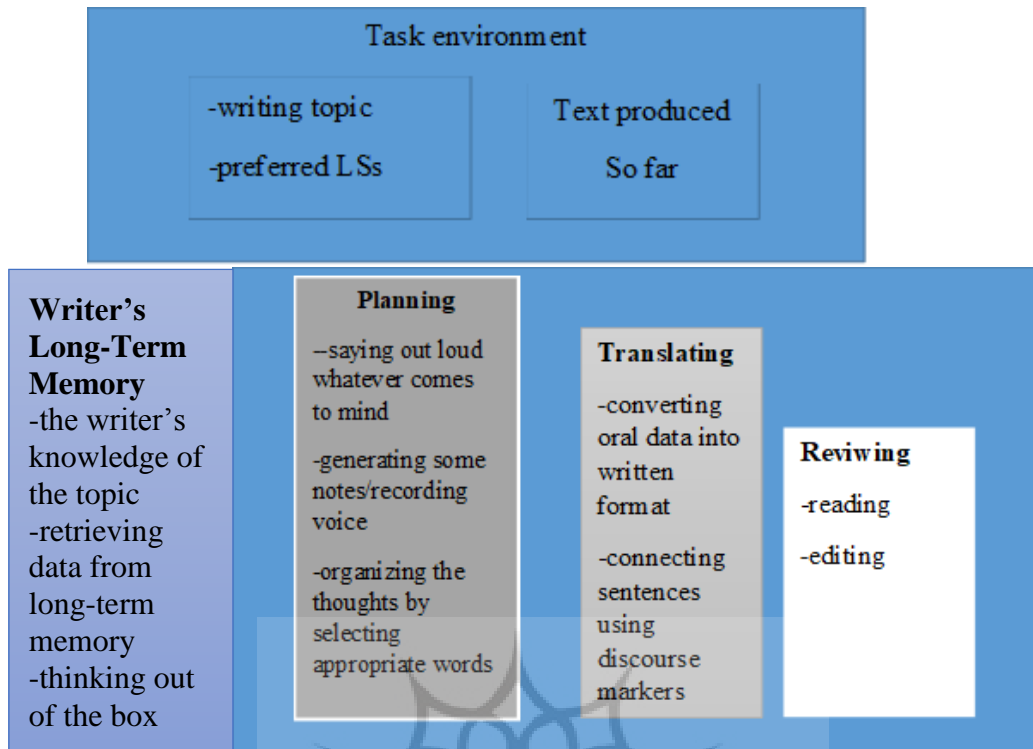 Task environment
-writing topic
-preferred LSs
Text produced
So far
Writer's
Long-Term
Memory
-the writer's
knowledge of
the topic
-retrieving
data from
long-term
memory
-thinking out
of the box
Planning
--saying out loud
whatever comes
to mind
-generating some
notes/recording
voice
-organizing the
thoughts by
selecting
appropriate words
Translating
-converting
oral data into
written
format
-connecting
sentences
using
discourse
markers
Reviwing
-reading
-editing